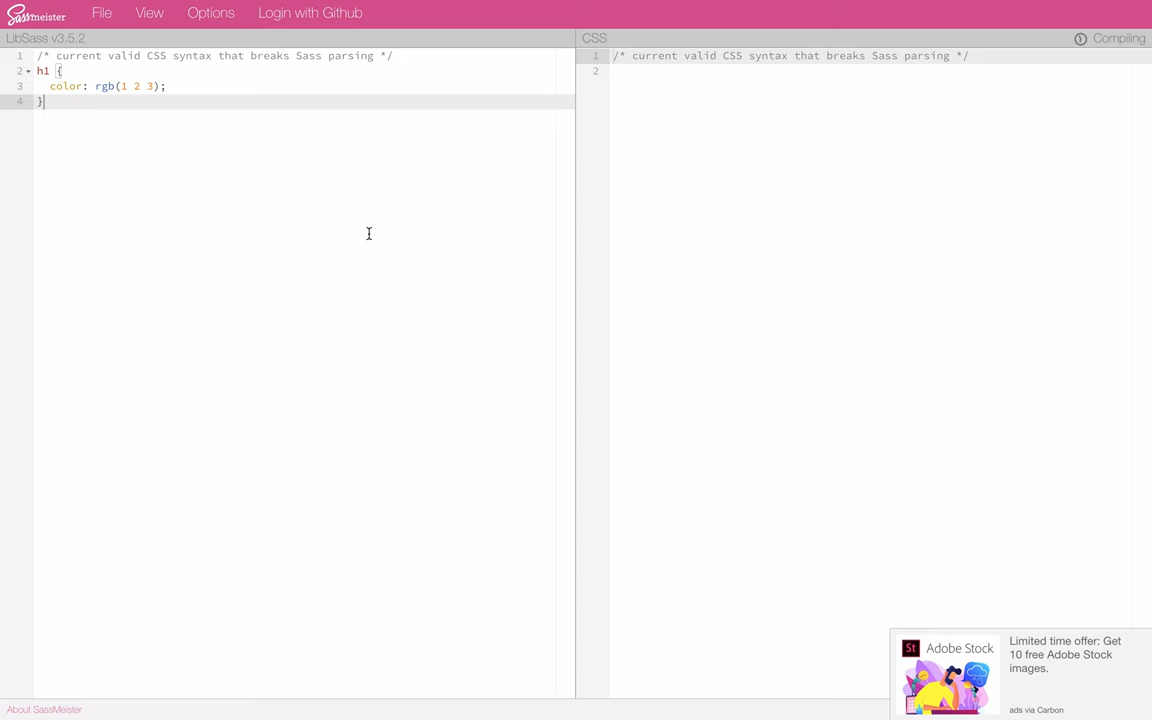 Sassmeister File View Options Login with Github
LibSass v3.5.2
CSS
Compiling
1 /* current valid CSS syntax that breaks Sass parsing */
2 h1 {
3 color: rgb(1 2 3);
4 }
1 /* current valid CSS syntax that breaks Sass parsing */
2
St Adobe Stock
Limited time offer: Get
10 free Adobe Stock
images.
ads via Carbon
About SassMeister